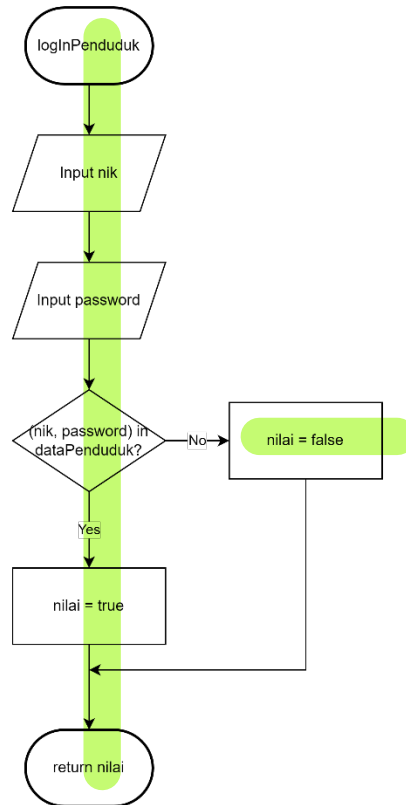 logInPenduduk
Input nik
Input password
(nik, password) in
dataPenduduk?
No
nilai = false
Yes
nilai = true
return nilai